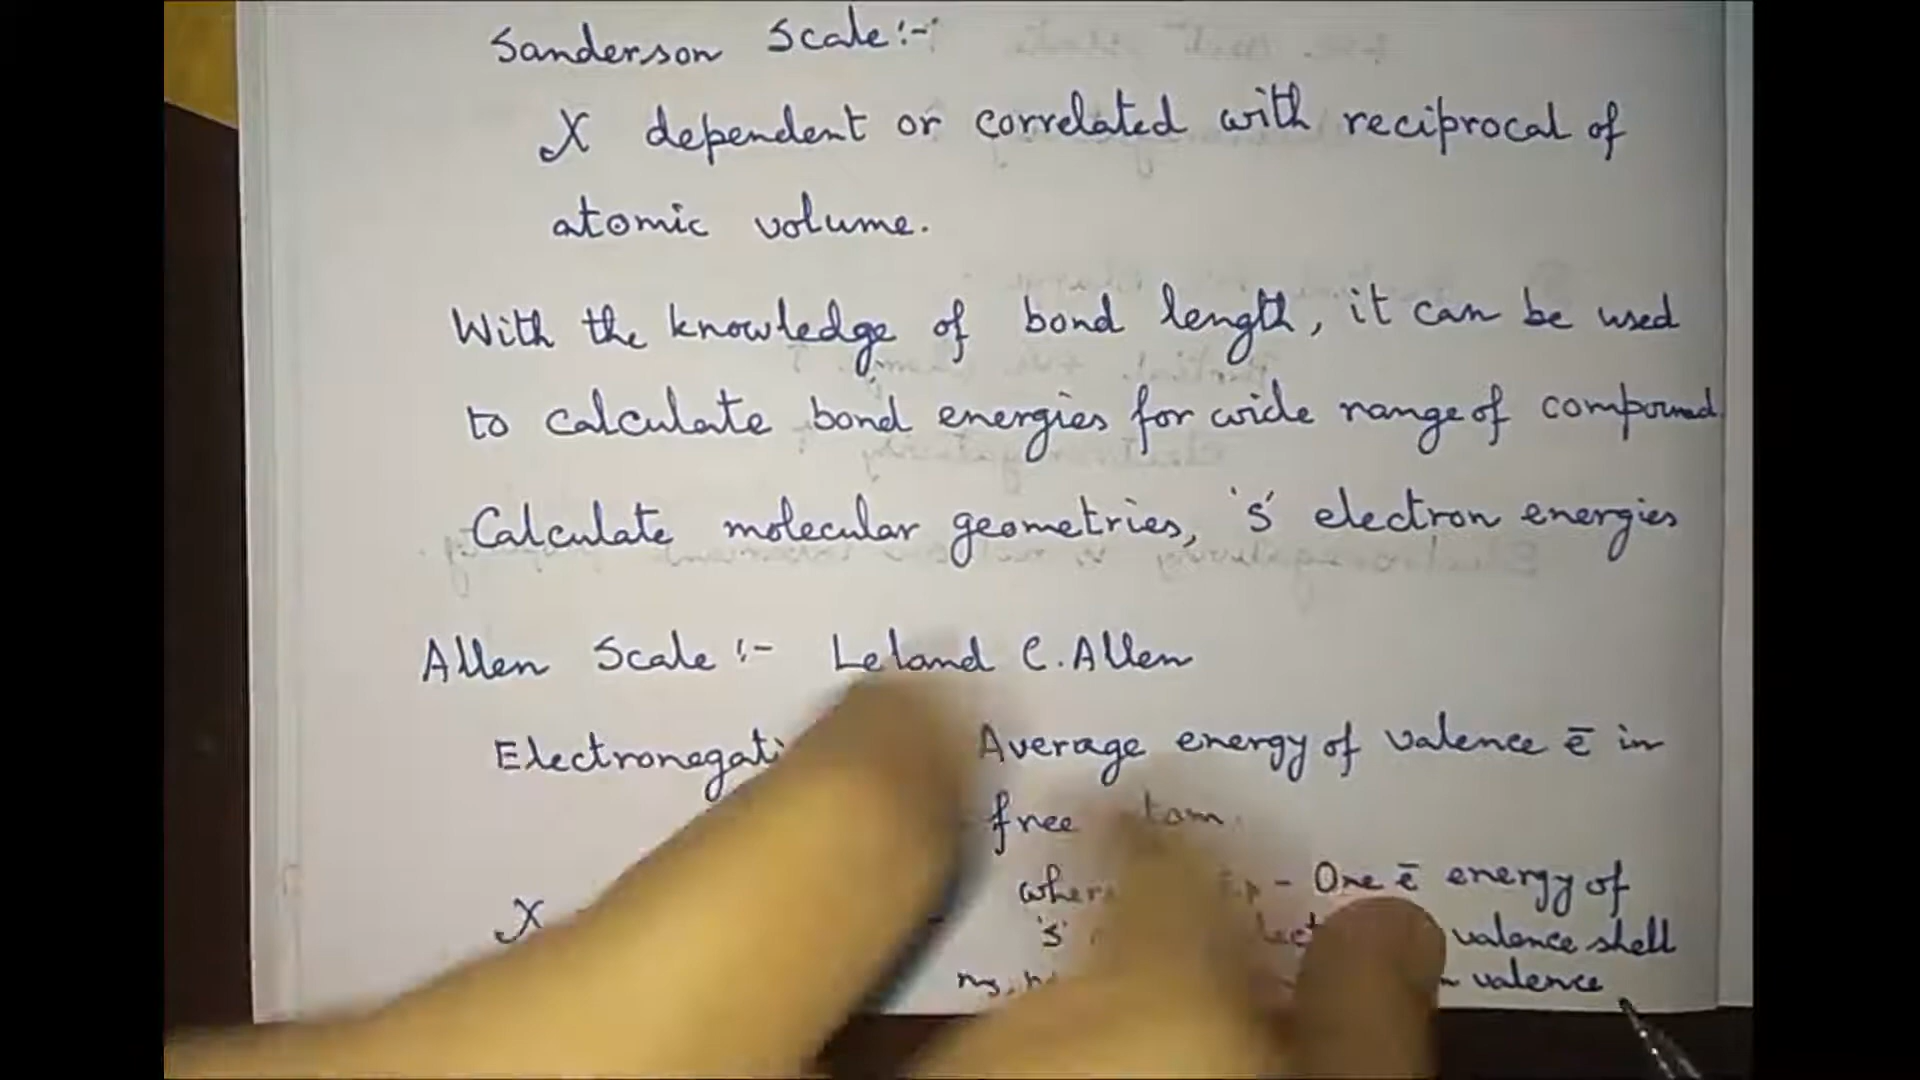 Sanderson Scale:-
X dependent or correlated with reciprocal of
atomic volume.
With the knowledge of bond length, it can be used
to calculate bond energies for wide range of compound
Calculate molecular geometries, 's' electron energies
Allen Scale :- Leland C. Allen
Average energy of valence ē in
free
X - One ē energy of
's' valence shell
valence